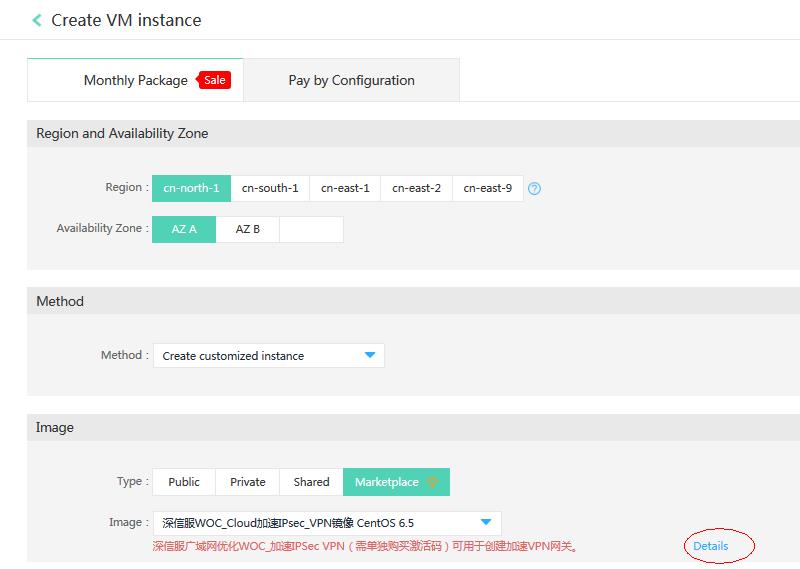 Create VM instance
Monthly Package Sale Pay by Configuration
Region and Availability Zone
Region : cn-north-1 cn-south-1 cn-east-1 cn-east-2 cn-east-9 ?
Availability Zone : AZ A AZ B
Method
Method : Create customized instance
Image
Type : Public Private Shared Marketplace
Image : 深信服WOC_Cloud加速IPsec_VPN镜像 CentOS 6.5
深信服广域网优化WOC_加速IPSec VPN（需单独购买激活码）可用于创建加速VPN网关。 Details